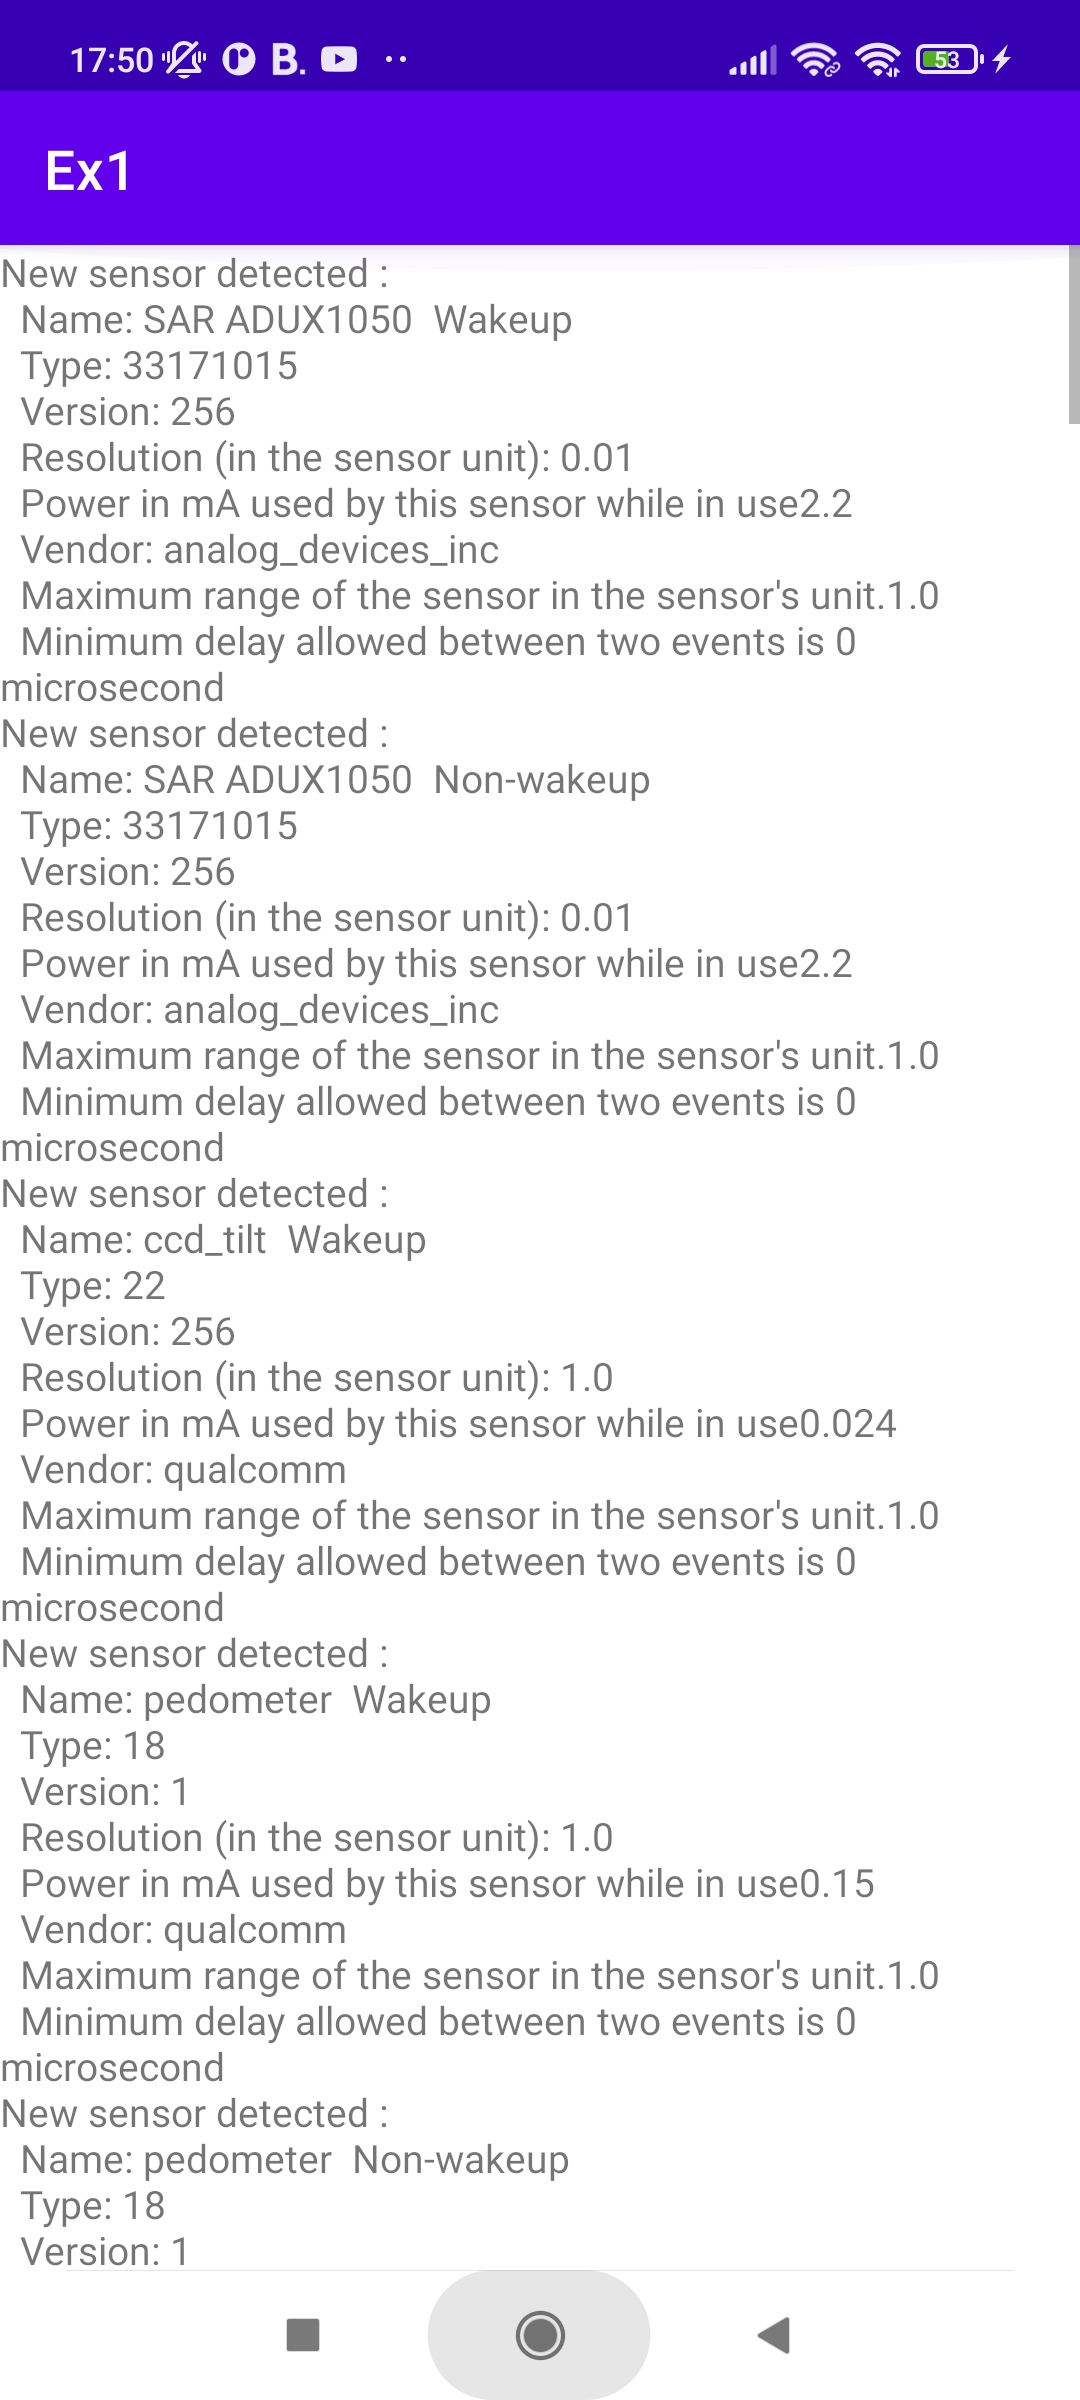 17:50 B. 53
Ex1
New sensor detected :
Name: SAR ADUX1050  Wakeup
Type: 33171015
Version: 256
Resolution (in the sensor unit): 0.01
Power in mA used by this sensor while in use2.2
Vendor: analog_devices_inc
Maximum range of the sensor in the sensor's unit.1.0
Minimum delay allowed between two events is 0
microsecond
New sensor detected :
Name: SAR ADUX1050  Non-wakeup
Type: 33171015
Version: 256
Resolution (in the sensor unit): 0.01
Power in mA used by this sensor while in use2.2
Vendor: analog_devices_inc
Maximum range of the sensor in the sensor's unit.1.0
Minimum delay allowed between two events is 0
microsecond
New sensor detected :
Name: ccd_tilt  Wakeup
Type: 22
Version: 256
Resolution (in the sensor unit): 1.0
Power in mA used by this sensor while in use0.024
Vendor: qualcomm
Maximum range of the sensor in the sensor's unit.1.0
Minimum delay allowed between two events is 0
microsecond
New sensor detected :
Name: pedometer  Wakeup
Type: 18
Version: 1
Resolution (in the sensor unit): 1.0
Power in mA used by this sensor while in use0.15
Vendor: qualcomm
Maximum range of the sensor in the sensor's unit.1.0
Minimum delay allowed between two events is 0
microsecond
New sensor detected :
Name: pedometer  Non-wakeup
Type: 18
Version: 1